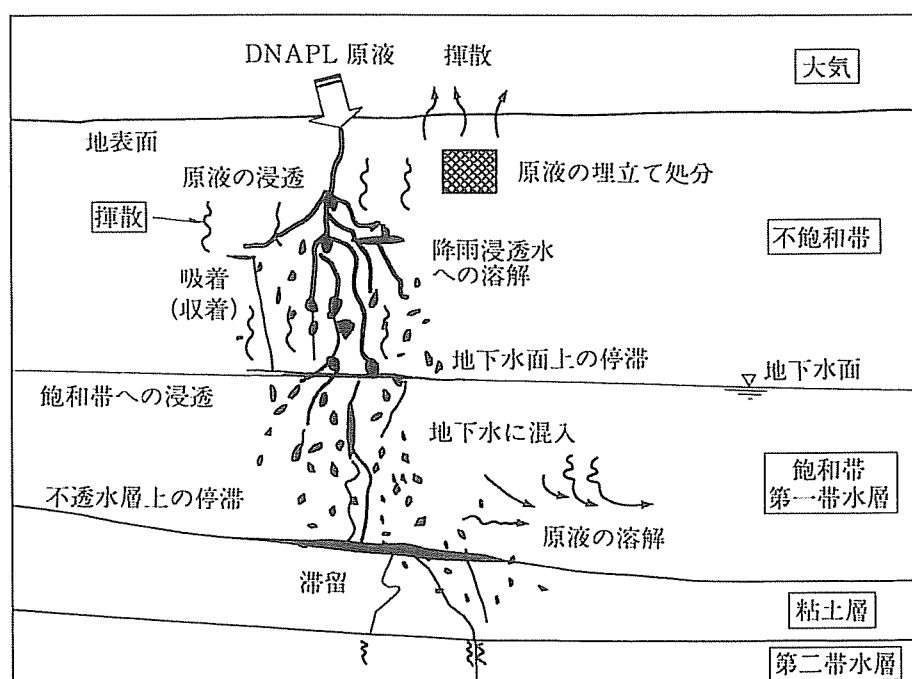 DNAPL 原液
揮散
大気
地表面
原液の浸透
原液の埋立て処分
揮散
不飽和帯
降雨浸透水
への溶解
吸着
(収着)
地下水面上の停滞
地下水面
飽和帯への浸透
地下水に混入
飽和帯
第一帯水層
不透水層上の停滞
原液の溶解
滞留
粘土層
第二帯水層